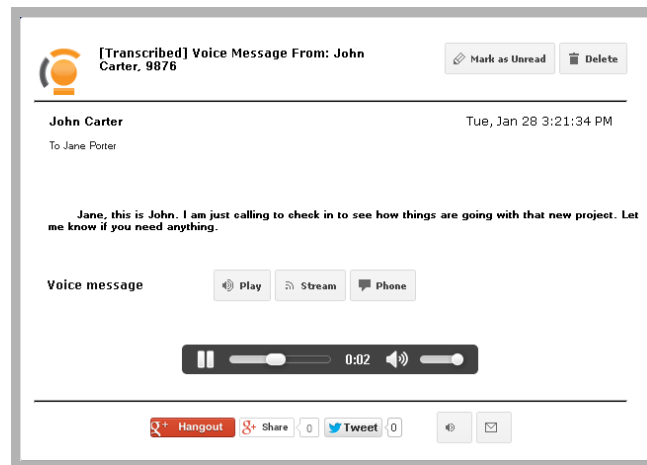 [Transcribed] Voice Message From: John
Carter, 9876
Mark as Unread
Delete
John Carter
Tue, Jan 28 3:21:34 PM
To Jane Porter
Jane, this is John. I am just calling to check in to see how things are going with that new project. Let
me know if you need anything.
Voice message
Play
Stream
Phone
0:02
g+ Hangout
g+ Share
0
Tweet
0